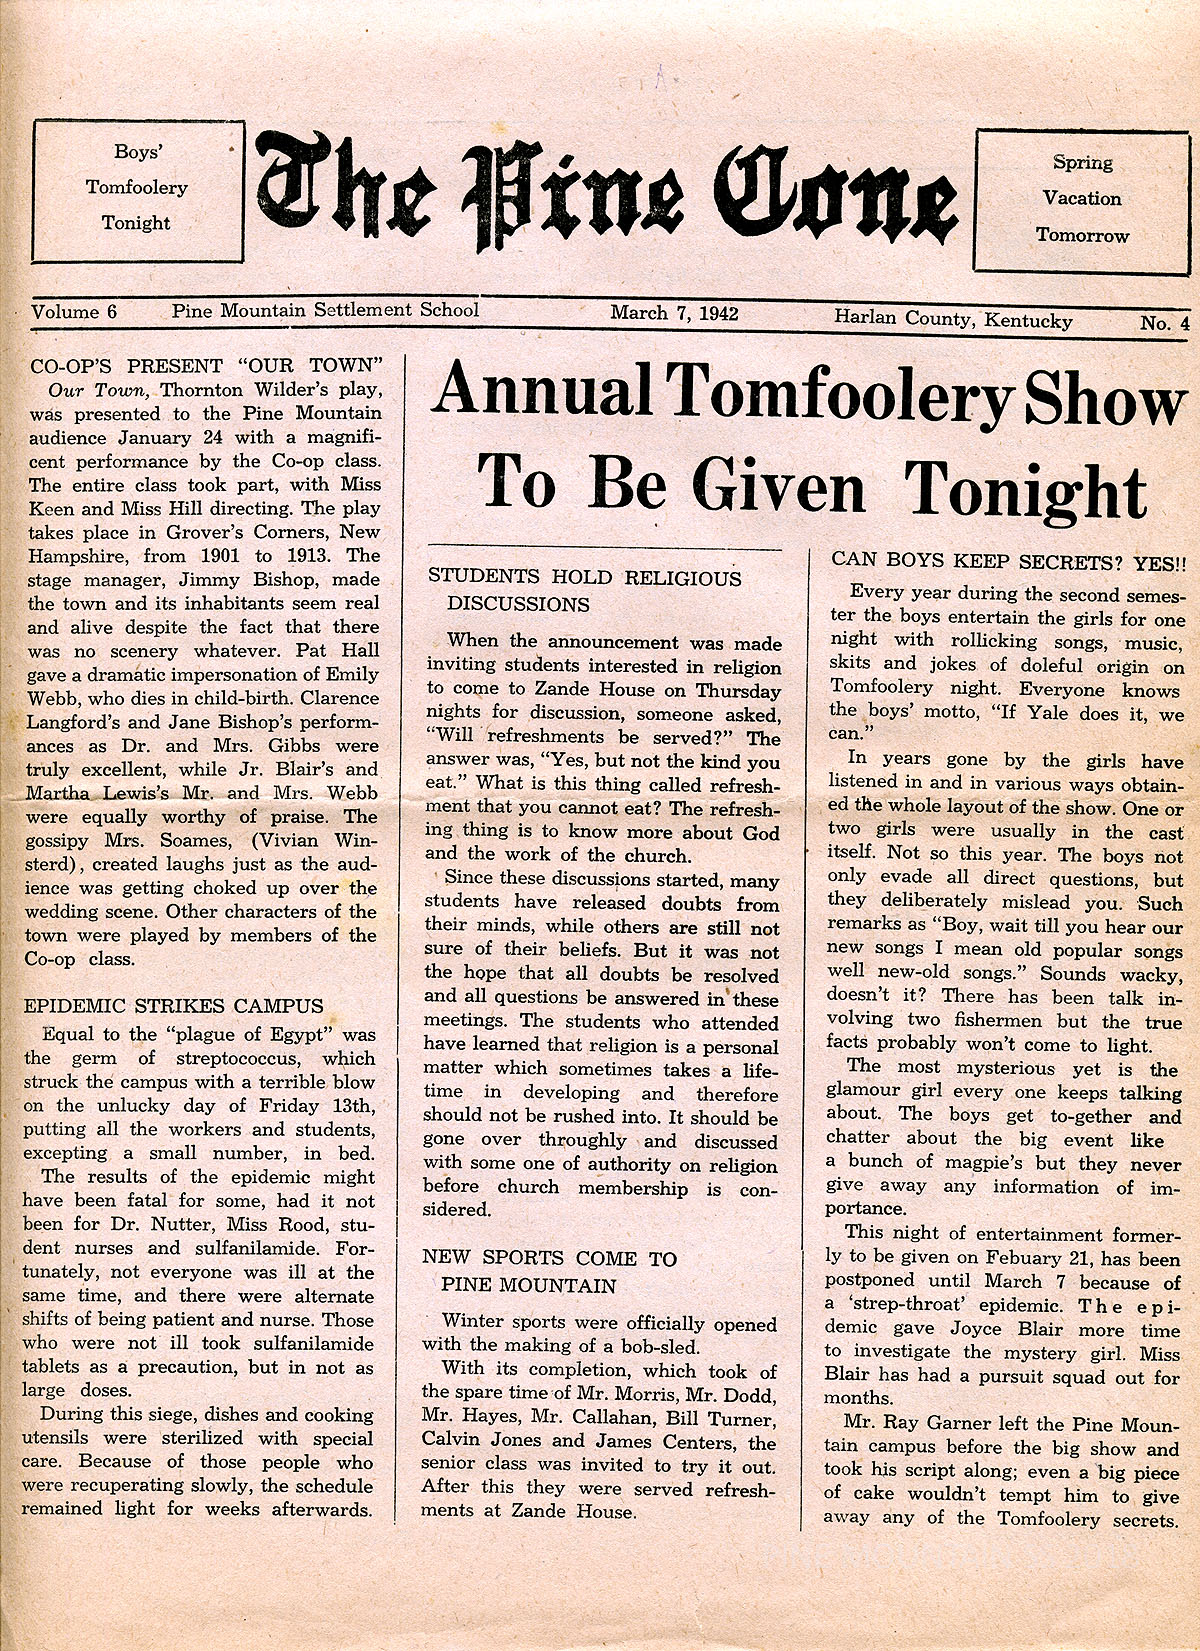 Boys'
Tomfoolery
Tonight
The Pine Cone
Spring
Vacation
Tomorrow
Volume 6 Pine Mountain Settlement School March 7, 1942 Harlan County, Kentucky No. 4
CO-OP'S PRESENT "OUR TOWN"
Our Town, Thornton Wilder's play,
was presented to the Pine Mountain
audience January 24 with a magnifi-
cent performance by the Co-op class.
The entire class took part, with Miss
Keen and Miss Hill directing. The play
takes place in Grover's Corners, New
Hampshire, from 1901 to 1913. The
stage manager, Jimmy Bishop, made
the town and its inhabitants seem real
and alive despite the fact that there
was no scenery whatever. Pat Hall
gave a dramatic impersonation of Emily
Webb, who dies in child-birth. Clarence
Langford's and Jane Bishop's perform-
ances as Dr. and Mrs. Gibbs were
truly excellent, while Jr. Blair's and
Martha Lewis's Mr. and Mrs. Webb
were equally worthy of praise. The
gossipy Mrs. Soames, (Vivian Win-
sterd), created laughs just as the aud-
ience was getting choked up over the
wedding scene. Other characters of the
town were played by members of the
Co-op class.
EPIDEMIC STRIKES CAMPUS
Equal to the "plague of Egypt" was
the germ of streptococcus, which
struck the campus with a terrible blow
on the unlucky day of Friday 13th,
putting all the workers and students,
excepting a small number, in bed.
The results of the epidemic might
have been fatal for some, had it not
been for Dr. Nutter, Miss Rood, stu-
dent nurses and sulfanilamide. For-
tunately, not everyone was ill at the
same time, and there were alternate
shifts of being patient and nurse. Those
who were not ill took sulfanilamide
tablets as a precaution, but in not as
large doses.
During this siege, dishes and cooking
utensils were sterilized with special
care. Because of those people who
were recuperating slowly, the schedule
remained light for weeks afterwards.
Annual Tomfoolery Show
To Be Given Tonight
STUDENTS HOLD RELIGIOUS
DISCUSSIONS
When the announcement was made
inviting students interested in religion
to come to Zande House on Thursday
nights for discussion, someone asked,
"Will refreshments be served?" The
answer was, "Yes, but not the kind you
eat." What is this thing called refresh-
ment that you cannot eat? The refresh-
ing thing is to know more about God
and the work of the church.
Since these discussions started, many
students have released doubts from
their minds, while others are still not
sure of their beliefs. But it was not
the hope that all doubts be resolved
and all questions be answered in these
meetings. The students who attended
have learned that religion is a personal
matter which sometimes takes a life-
time in developing and therefore
should not be rushed into. It should be
gone over throughly and discussed
with some one of authority on religion
before church membership is con-
sidered.
NEW SPORTS COME TO
PINE MOUNTAIN
Winter sports were officially opened
with the making of a bob-sled.
With its completion, which took of
the spare time of Mr. Morris, Mr. Dodd,
Mr. Hayes, Mr. Callahan, Bill Turner,
Calvin Jones and James Centers, the
senior class was invited to try it out.
After this they were served refresh-
ments at Zande House.
CAN BOYS KEEP SECRETS? YES!!
Every year during the second semes-
ter the boys entertain the girls for one
night with rollicking songs, music,
skits and jokes of doleful origin on
Tomfoolery night. Everyone knows
the boys' motto, "If Yale does it, we
can."
In years gone by the girls have
listened in and in various ways obtain-
ed the whole layout of the show. One or
two girls were usually in the cast
itself. Not so this year. The boys not
only evade all direct questions, but
they deliberately mislead you. Such
remarks as "Boy, wait till you hear our
new songs I mean old popular songs
well new-old songs." Sounds wacky,
doesn't it? There has been talk in-
volving two fishermen but the true
facts probably won't come to light.
The most mysterious yet is the
glamour girl every one keeps talking
about. The boys get to-gether and
chatter about the big event like
a bunch of magpie's but they never
give away any information of im-
portance.
This night of entertainment former-
ly to be given on Febuary 21, has been
postponed until March 7 because of
a 'strep-throat' epidemic. The epi-
demic gave Joyce Blair more time
to investigate the mystery girl. Miss
Blair has had a pursuit squad out for
months.
Mr. Ray Garner left the Pine Moun-
tain campus before the big show and
took his script along; even a big piece
of cake wouldn't tempt him to give
away any of the Tomfoolery secrets.